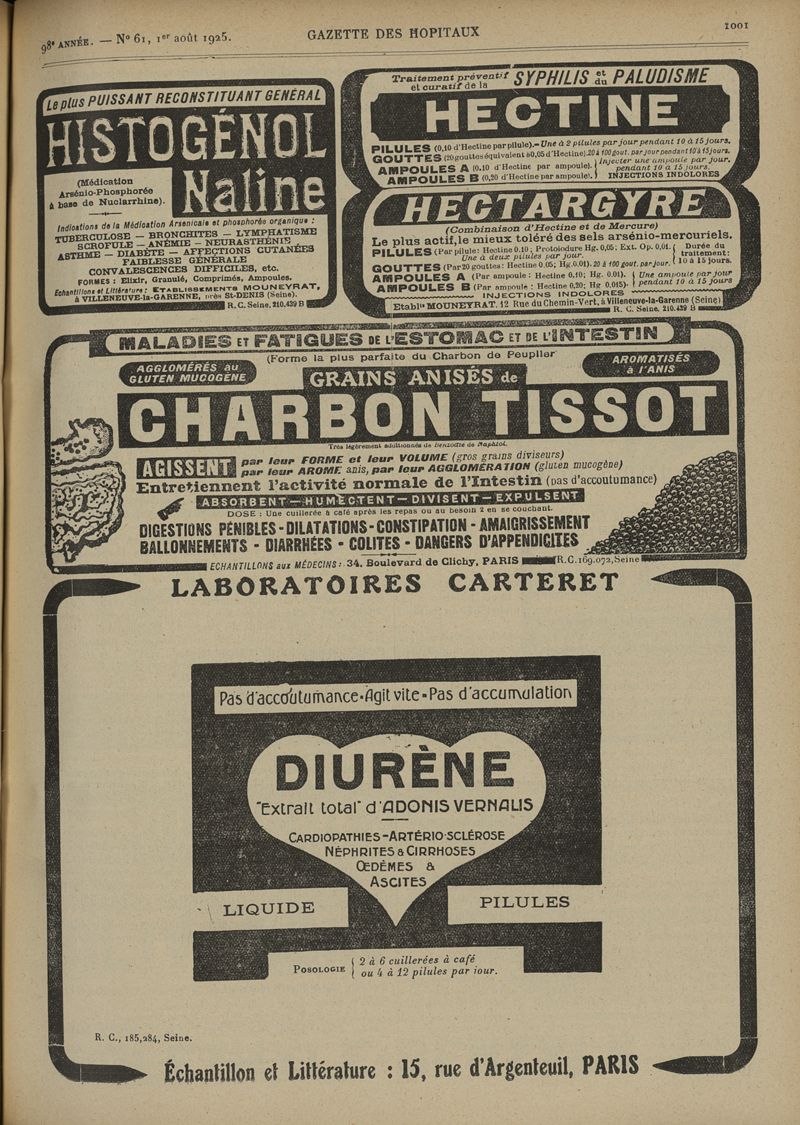 98e ANNÉE. — No 61, 1er août 1925.
GAZETTE DES HOPITAUX
1001
Le plus PUISSANT RECONSTITUANT GÉNÉRAL
HISTOGÉNOL
Naline
(Médication
Arsénio-Phosphorée
à base de Nuclarrhine).
Indications de la Médication Arsenicale et phosphorée organique :
TUBERCULOSE — BRONCHITES — LYMPHATISME
SCROFULE — ANÉMIE — NEURASTHÉNIE
ASTHME — DIABÈTE — AFFECTIONS CUTANÉES
FAIBLESSE GÉNÉRALE
CONVALESCENCES DIFFICILES, etc.
FORMES : Elixir, Granulé, Comprimés, Ampoules.
Echantillons et Littérature : ETABLISSEMENTS MOUNEYRAT,
à VILLENEUVE-la-GARENNE, près St-DENIS (Seine).
R. C. Seine, 210.439 B
Traitement préventif et curatif de la SYPHILIS et du PALUDISME
HECTINE
PILULES (0,10 d'Hectine par pilule).— Une à 2 pilules par jour pendant 10 à 15 jours.
GOUTTES (20 gouttes équivalent à 0,05 d'Hectine). 20 à 100 gout. par jour pendant 10 à 15 jours.
AMPOULES A (0,10 d'Hectine par ampoule). } Injecter une ampoule par jour,
AMPOULES B (0,20 d'Hectine par ampoule). } pendant 10 à 15 jours.
INJECTIONS INDOLORES
HECTARGYRE
(Combinaison d'Hectine et de Mercure)
Le plus actif, le mieux toléré des sels arsénio-mercuriels.
PILULES (Par pilule: Hectine 0.10; Protoiodure Hg. 0,05; Ext. Op. 0,01.
Une à deux pilules par jour.
GOUTTES (Par 20 gouttes: Hectine 0,05; Hg. 0,01). 20 à 100 gout. par jour.
Durée du traitement: 10 à 15 jours.
AMPOULES A (Par ampoule : Hectine 0,10; Hg. 0.01). } Une ampoule par jour
AMPOULES B (Par ampoule: Hectine 0,20; Hg 0,015). } pendant 10 à 15 jours
INJECTIONS INDOLORES
Etablts MOUNEYRAT, 12 Rue du Chemin-Vert, à Villeneuve-la-Garenne (Seine)
R. C. Seine, 210.439 B
MALADIES ET FATIGUES DE L'ESTOMAC ET DE L'INTESTIN
(Forme la plus parfaite du Charbon de Peuplier
AGGLOMÉRÉS au
GLUTEN MUCOGÈNE
GRAINS ANISÉS de
AROMATISÉS
à l'ANIS
CHARBON TISSOT
Très légèrement additionnés de Benzoate de Naphtol.
AGISSENT par leur FORME et leur VOLUME (gros grains diviseurs)
par leur AROME anis, par leur AGGLOMÉRATION (gluten mucogène)
Entretiennent l'activité normale de l'Intestin (pas d'accoutumance)
ABSORBENT — HUMECTENT — DIVISENT — EXPULSENT
DOSE : Une cuillerée à café après les repas ou au besoin 2 en se couchant.
DIGESTIONS PÉNIBLES - DILATATIONS - CONSTIPATION - AMAIGRISSEMENT
BALLONNEMENTS - DIARRHÉES - COLITES - DANGERS D'APPENDICITES
ECHANTILLONS aux MÉDECINS : 34, Boulevard de Clichy, PARIS R.C. 169.072, Seine
LABORATOIRES CARTERET
Pas d'accoutumance - Agit vite - Pas d'accumulation
DIURÈNE
"Extrait total" d'ADONIS VERNALIS
CARDIOPATHIES - ARTÉRIO-SCLÉROSE
NÉPHRITES & CIRRHOSES
ŒDÈMES &
ASCITES
LIQUIDE
PILULES
POSOLOGIE { 2 à 6 cuillerées à café
ou 4 à 12 pilules par jour.
R. C., 185,284, Seine.
Échantillon et Littérature : 15, rue d'Argenteuil, PARIS